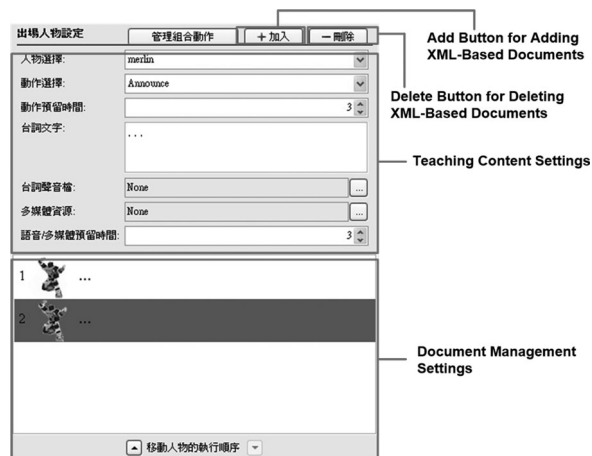 出場人物設定
管理組合動作
+加入
−刪除
人物選擇:
merlin
動作選擇:
Announce
動作預留時間:
3
台詞文字:
...
台詞聲音檔:
None
...
多媒體資源:
None
...
語音/多媒體預留時間:
3
1 ...
2 ...
移動人物的執行順序
Add Button for Adding
XML-Based Documents
Delete Button for Deleting
XML-Based Documents
Teaching Content Settings
Document Management
Settings